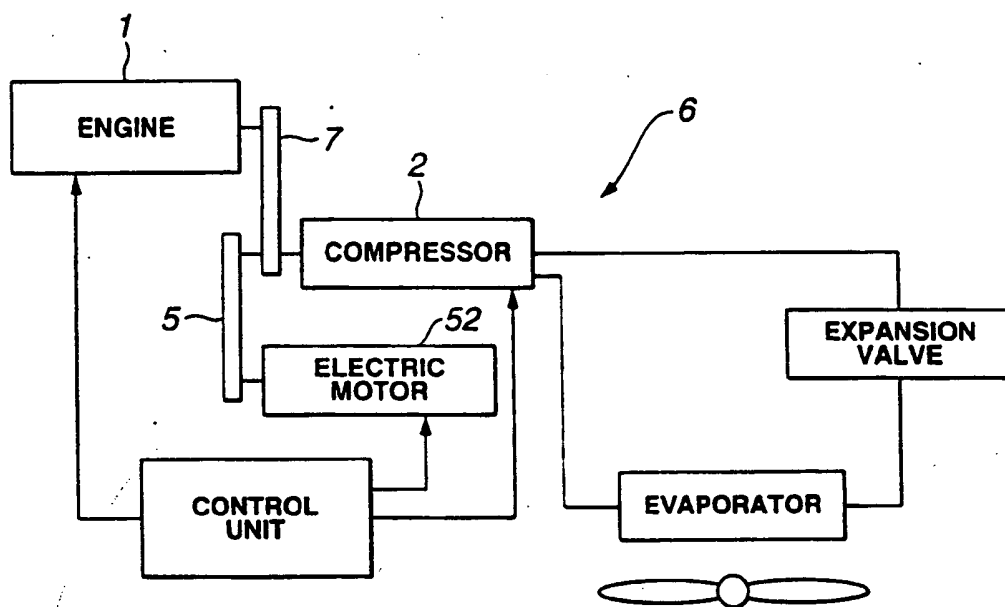 1
ENGINE
7
6
2
COMPRESSOR
5
52
EXPANSION
VALVE
ELECTRIC
MOTOR
CONTROL
UNIT
EVAPORATOR